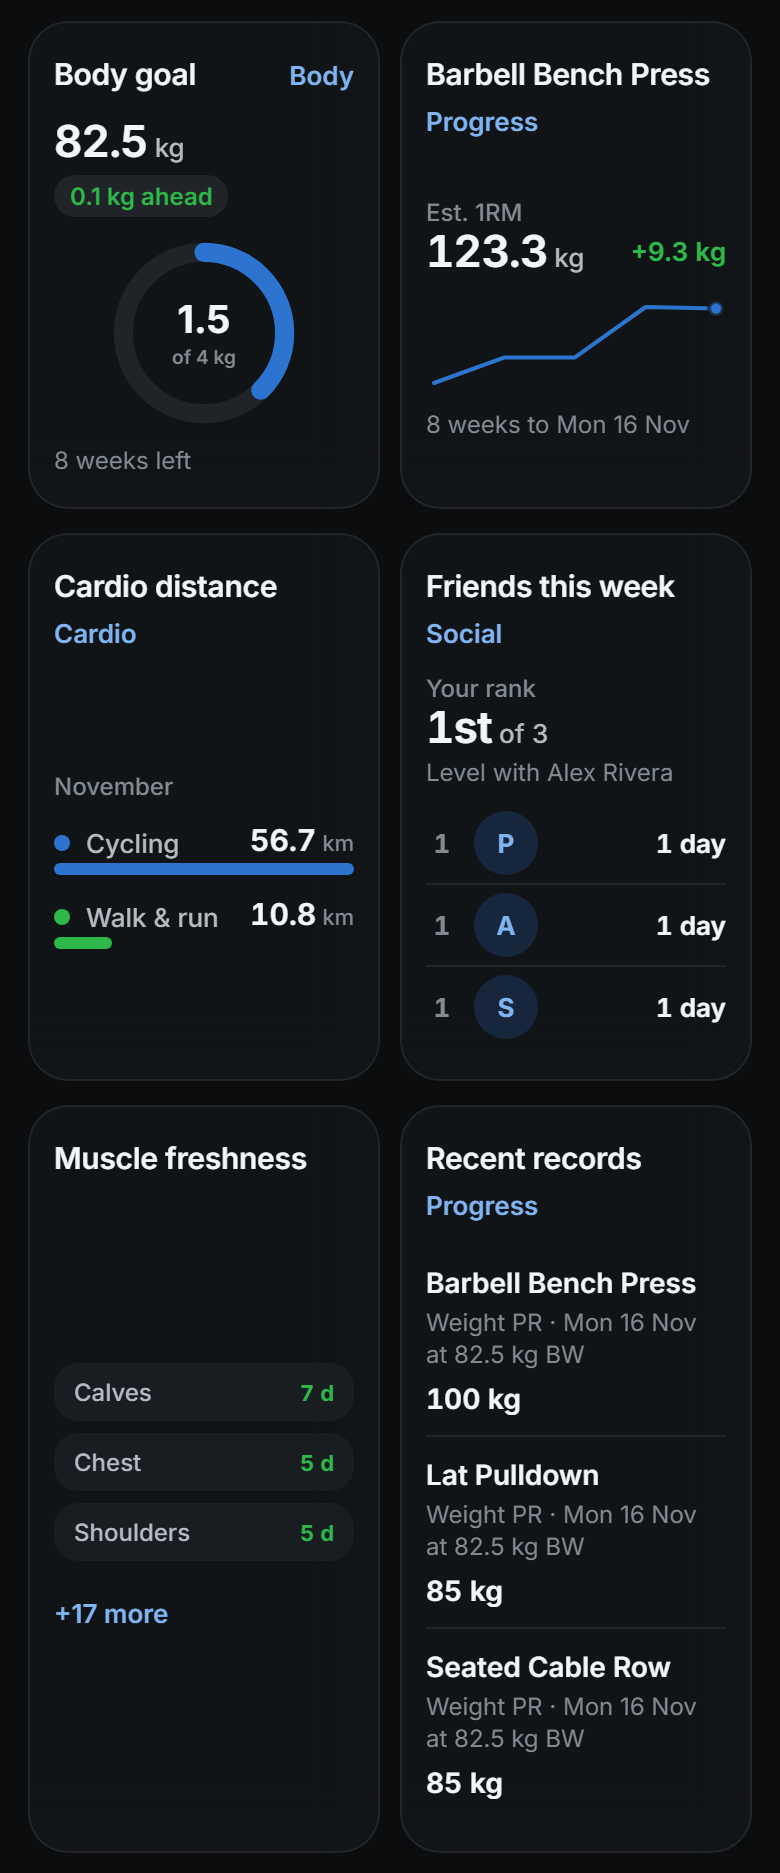 Body goal
Body
82.5 kg
0.1 kg ahead
1.5
of 4 kg
8 weeks left
Barbell Bench Press
Progress
Est. 1RM
123.3 kg
+9.3 kg
8 weeks to Mon 16 Nov
Cardio distance
Cardio
November
Cycling 56.7 km
Walk & run 10.8 km
Friends this week
Social
Your rank
1st of 3
Level with Alex Rivera
1 P 1 day
1 A 1 day
1 S 1 day
Muscle freshness
Calves 7 d
Chest 5 d
Shoulders 5 d
+17 more
Recent records
Progress
Barbell Bench Press
Weight PR · Mon 16 Nov
at 82.5 kg BW
100 kg
Lat Pulldown
Weight PR · Mon 16 Nov
at 82.5 kg BW
85 kg
Seated Cable Row
Weight PR · Mon 16 Nov
at 82.5 kg BW
85 kg